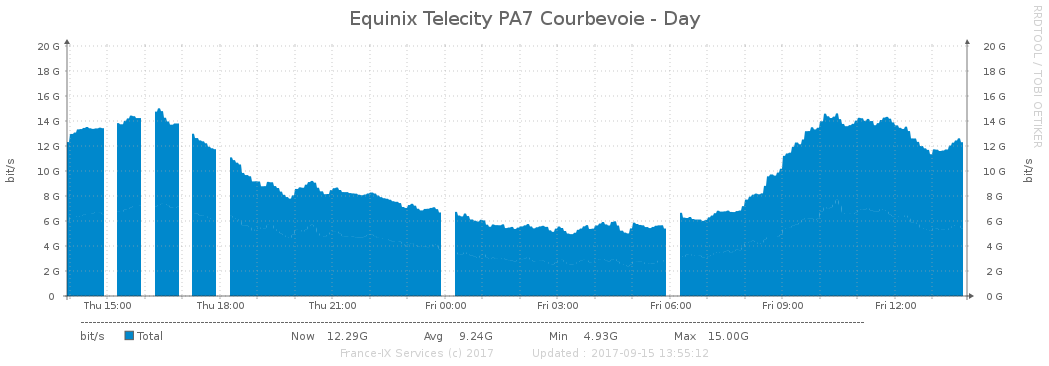 Equinix Telecity PA7 Courbevoie - Day
RRDTOOL / TOBI OETIKER
20 G 20 G
18 G 18 G
16 G 16 G
14 G 14 G
12 G 12 G
10 G 10 G
8 G 8 G
6 G 6 G
4 G 4 G
2 G 2 G
0 0 G
bit/s bit/s
Thu 15:00 Thu 18:00 Thu 21:00 Fri 00:00 Fri 03:00 Fri 06:00 Fri 09:00 Fri 12:00
bit/s Total Now 12.29G Avg 9.24G Min 4.93G Max 15.00G
France-IX Services (c) 2017 Updated : 2017-09-15 13:55:12